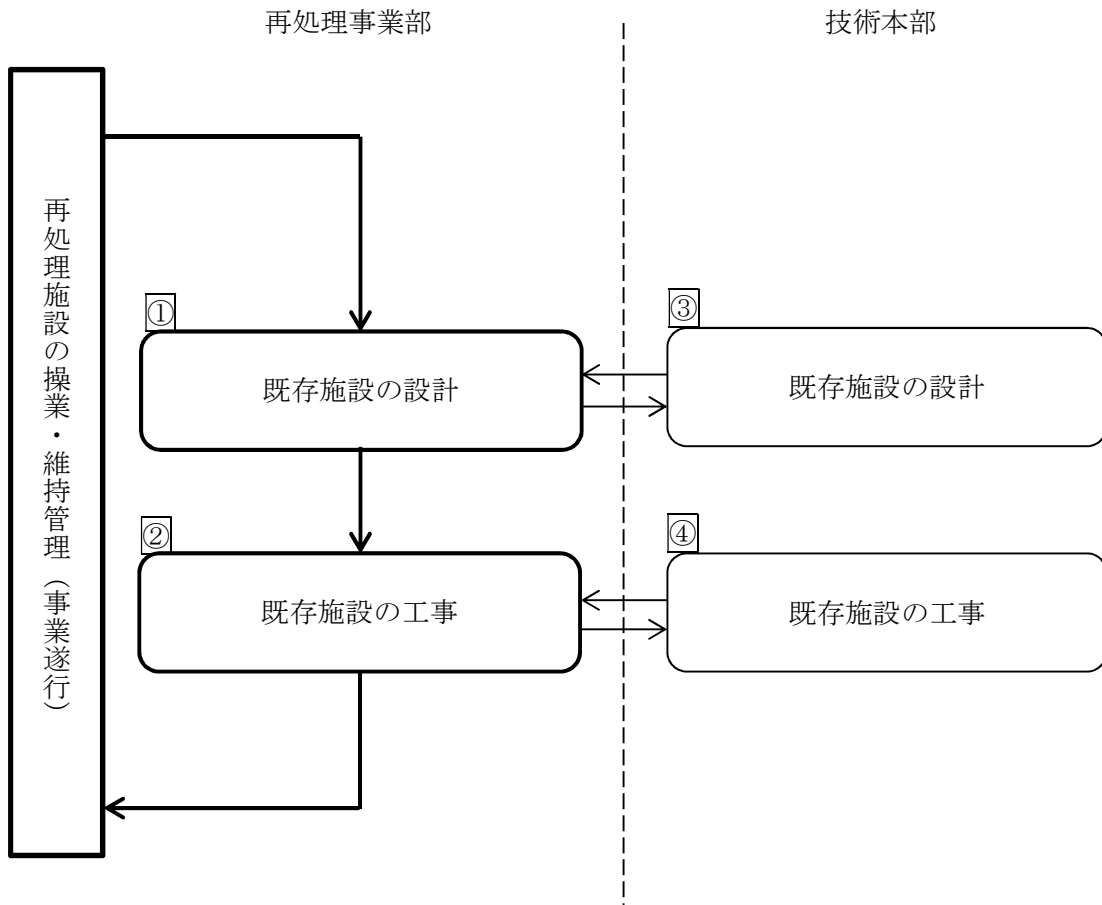 再処理事業部
技術本部
再処理施設の操業・維持管理（事業遂行）
①
既存施設の設計
③
既存施設の設計
②
既存施設の工事
④
既存施設の工事